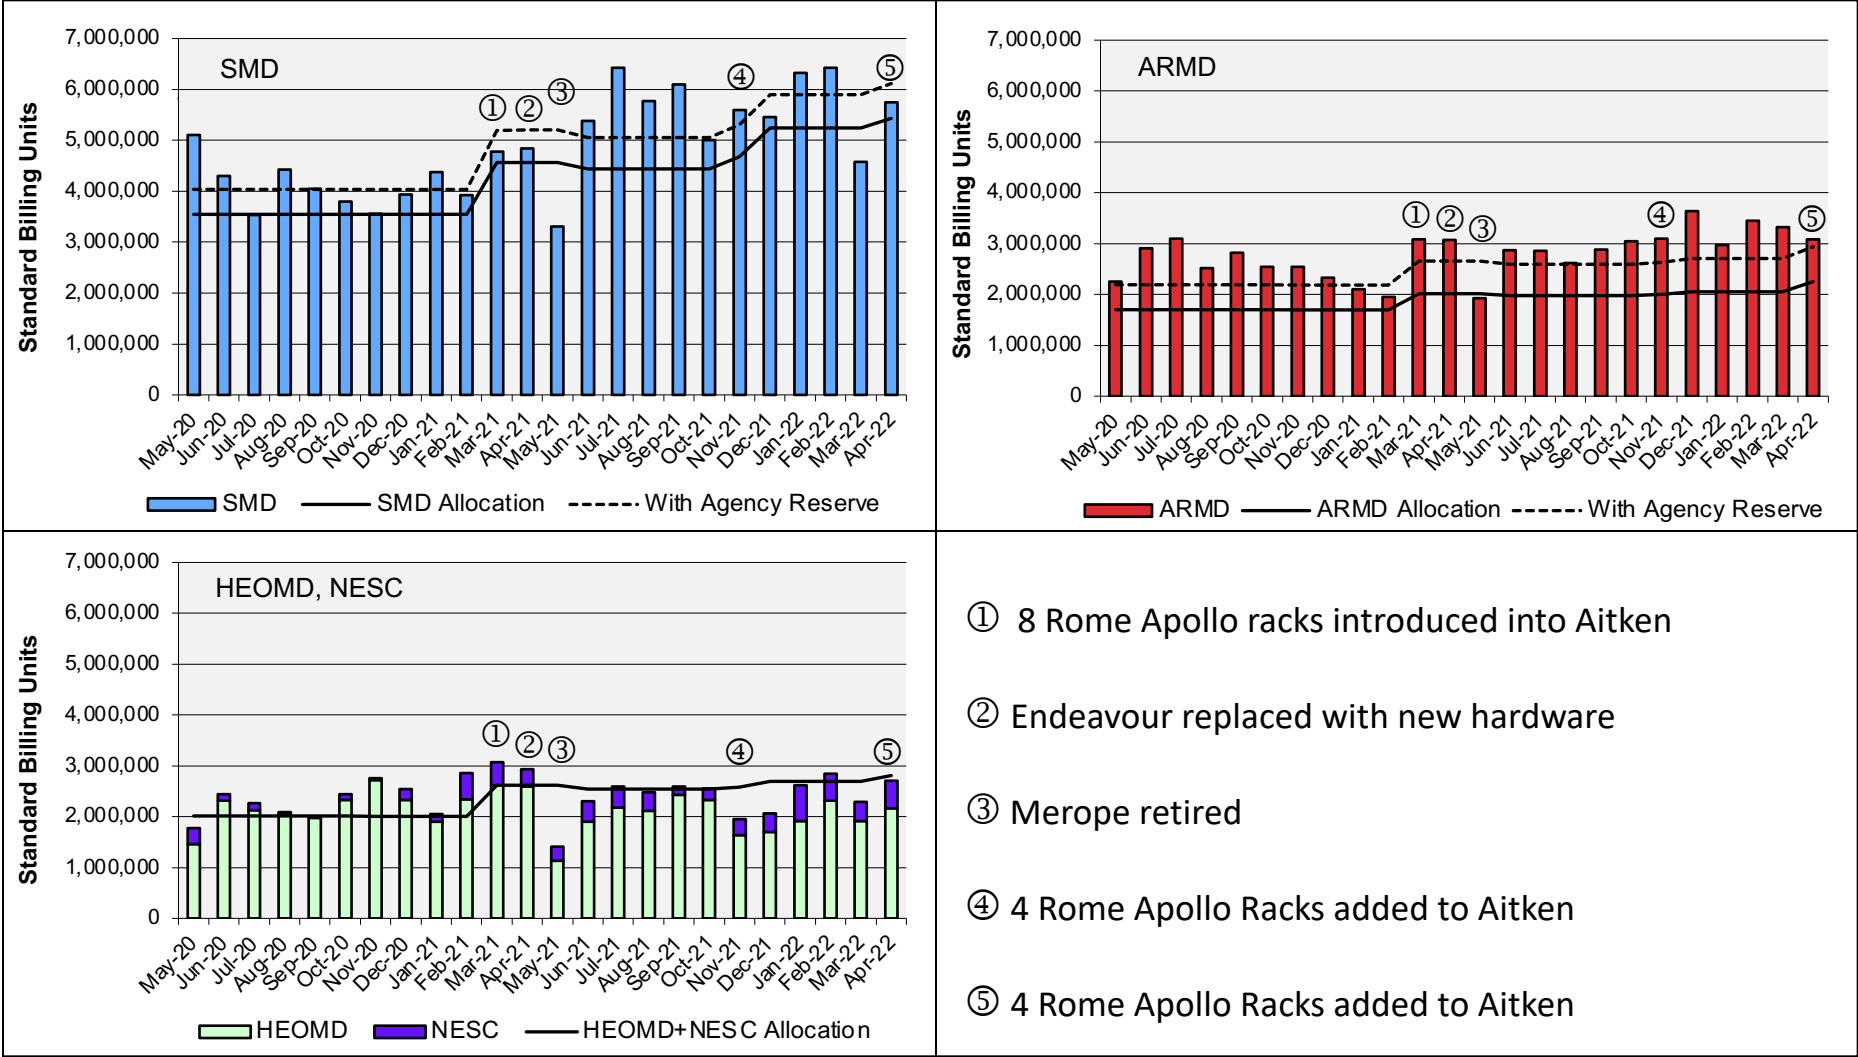 7,000,000
6,000,000
5,000,000
4,000,000
3,000,000
2,000,000
1,000,000
0
Standard Billing Units
SMD
① ② ③ ④ ⑤
May-20 Jun-20 Jul-20 Aug-20 Sep-20 Oct-20 Nov-20 Dec-20 Jan-21 Feb-21 Mar-21 Apr-21 May-21 Jun-21 Jul-21 Aug-21 Sep-21 Oct-21 Nov-21 Dec-21 Jan-22 Feb-22 Mar-22 Apr-22
SMD SMD Allocation With Agency Reserve
7,000,000
6,000,000
5,000,000
4,000,000
3,000,000
2,000,000
1,000,000
0
Standard Billing Units
ARMD
① ② ③ ④ ⑤
May-20 Jun-20 Jul-20 Aug-20 Sep-20 Oct-20 Nov-20 Dec-20 Jan-21 Feb-21 Mar-21 Apr-21 May-21 Jun-21 Jul-21 Aug-21 Sep-21 Oct-21 Nov-21 Dec-21 Jan-22 Feb-22 Mar-22 Apr-22
ARMD ARMD Allocation With Agency Reserve
7,000,000
6,000,000
5,000,000
4,000,000
3,000,000
2,000,000
1,000,000
0
Standard Billing Units
HEOMD, NESC
① ② ③ ④ ⑤
May-20 Jun-20 Jul-20 Aug-20 Sep-20 Oct-20 Nov-20 Dec-20 Jan-21 Feb-21 Mar-21 Apr-21 May-21 Jun-21 Jul-21 Aug-21 Sep-21 Oct-21 Nov-21 Dec-21 Jan-22 Feb-22 Mar-22 Apr-22
HEOMD NESC HEOMD+NESC Allocation
① 8 Rome Apollo racks introduced into Aitken
② Endeavour replaced with new hardware
③ Merope retired
④ 4 Rome Apollo Racks added to Aitken
⑤ 4 Rome Apollo Racks added to Aitken